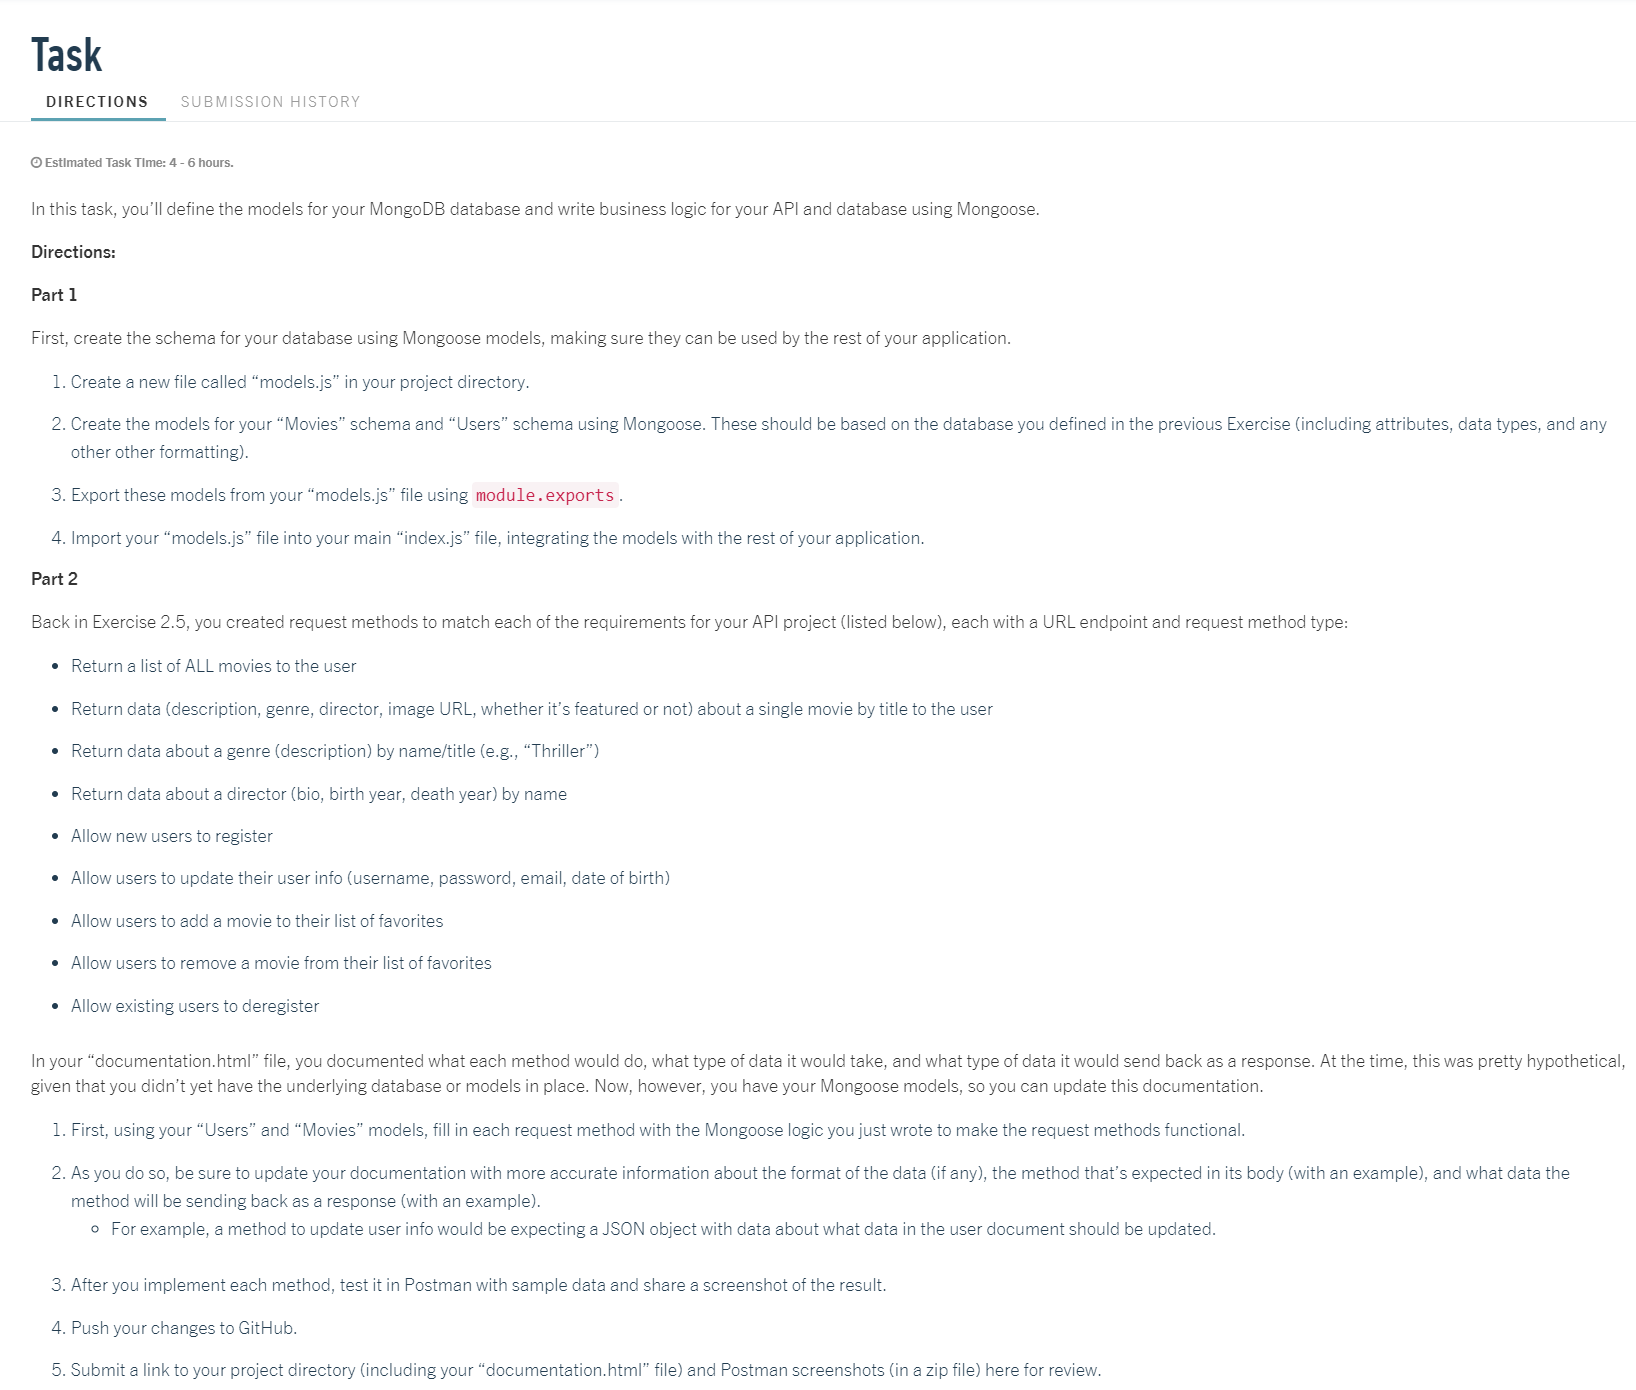 Task
DIRECTIONS SUBMISSION HISTORY
Estimated Task Time: 4 - 6 hours.
In this task, you’ll define the models for your MongoDB database and write business logic for your API and database using Mongoose.
Directions:
Part 1
First, create the schema for your database using Mongoose models, making sure they can be used by the rest of your application.
1. Create a new file called “models.js” in your project directory.
2. Create the models for your “Movies” schema and “Users” schema using Mongoose. These should be based on the database you defined in the previous Exercise (including attributes, data types, and any
other other formatting).
3. Export these models from your “models.js” file using module.exports.
4. Import your “models.js” file into your main “index.js” file, integrating the models with the rest of your application.
Part 2
Back in Exercise 2.5, you created request methods to match each of the requirements for your API project (listed below), each with a URL endpoint and request method type:
• Return a list of ALL movies to the user
• Return data (description, genre, director, image URL, whether it’s featured or not) about a single movie by title to the user
• Return data about a genre (description) by name/title (e.g., “Thriller”)
• Return data about a director (bio, birth year, death year) by name
• Allow new users to register
• Allow users to update their user info (username, password, email, date of birth)
• Allow users to add a movie to their list of favorites
• Allow users to remove a movie from their list of favorites
• Allow existing users to deregister
In your “documentation.html” file, you documented what each method would do, what type of data it would take, and what type of data it would send back as a response. At the time, this was pretty hypothetical,
given that you didn’t yet have the underlying database or models in place. Now, however, you have your Mongoose models, so you can update this documentation.
1. First, using your “Users” and “Movies” models, fill in each request method with the Mongoose logic you just wrote to make the request methods functional.
2. As you do so, be sure to update your documentation with more accurate information about the format of the data (if any), the method that’s expected in its body (with an example), and what data the
method will be sending back as a response (with an example).
◦ For example, a method to update user info would be expecting a JSON object with data about what data in the user document should be updated.
3. After you implement each method, test it in Postman with sample data and share a screenshot of the result.
4. Push your changes to GitHub.
5. Submit a link to your project directory (including your “documentation.html” file) and Postman screenshots (in a zip file) here for review.